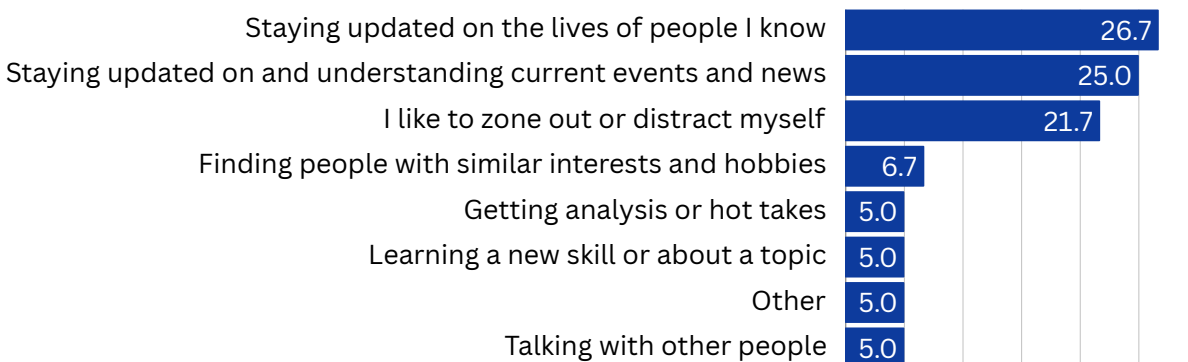 Staying updated on the lives of people I know 26.7
Staying updated on and understanding current events and news 25.0
I like to zone out or distract myself 21.7
Finding people with similar interests and hobbies 6.7
Getting analysis or hot takes 5.0
Learning a new skill or about a topic 5.0
Other 5.0
Talking with other people 5.0